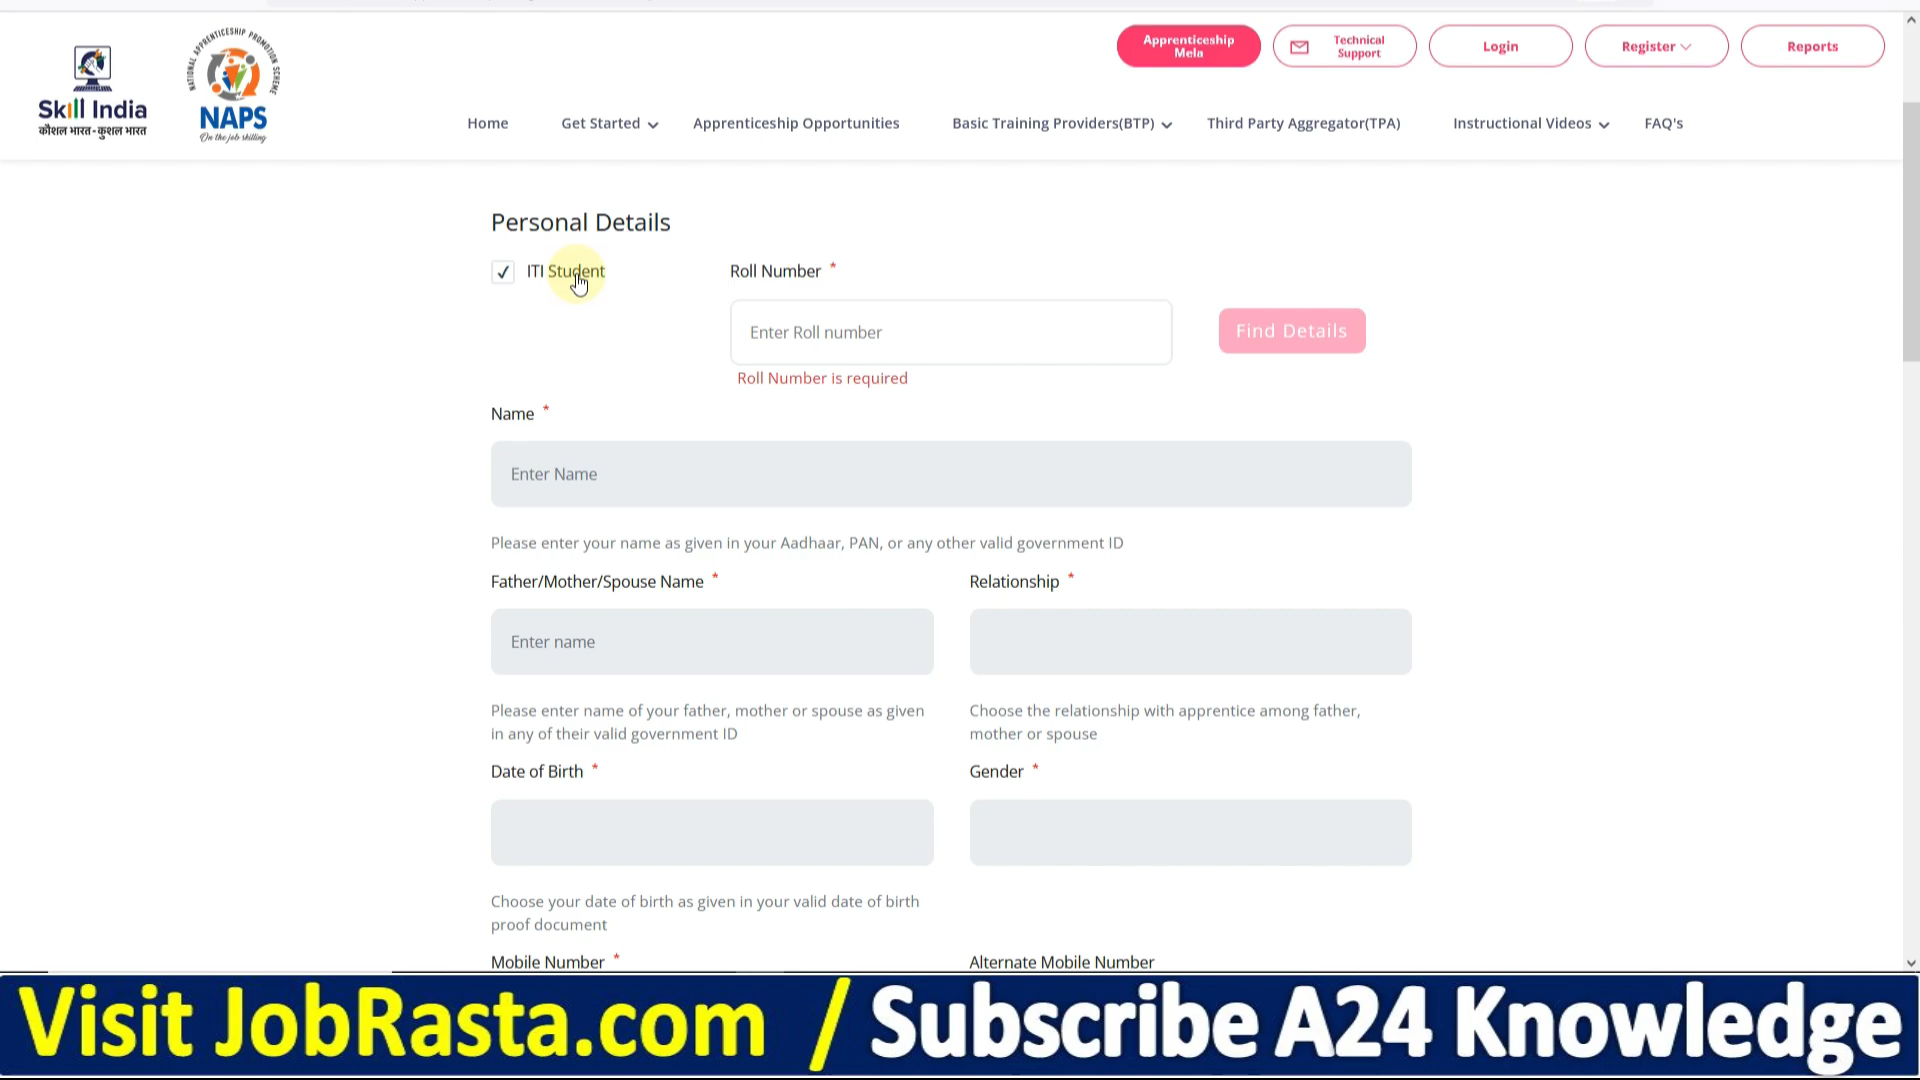 Apprenticeship
Mela
Technical
Support
Login
Register
Reports
NATIONAL APPRENTICESHIP PROMOTION SCHEME
Skill India
कौशल भारत-कुशल भारत
NAPS
On the job skilling
Home
Get Started
Apprenticeship Opportunities
Basic Training Providers(BTP)
Third Party Aggregator(TPA)
Instructional Videos
FAQ's
Personal Details
ITI Student
Roll Number *
Enter Roll number
Find Details
Roll Number is required
Name *
Enter Name
Please enter your name as given in your Aadhaar, PAN, or any other valid government ID
Father/Mother/Spouse Name *
Relationship *
Enter name
Please enter name of your father, mother or spouse as given
in any of their valid government ID
Choose the relationship with apprentice among father,
mother or spouse
Date of Birth *
Gender *
Choose your date of birth as given in your valid date of birth
proof document
Mobile Number *
Alternate Mobile Number
Visit JobRasta.com / Subscribe A24 Knowledge